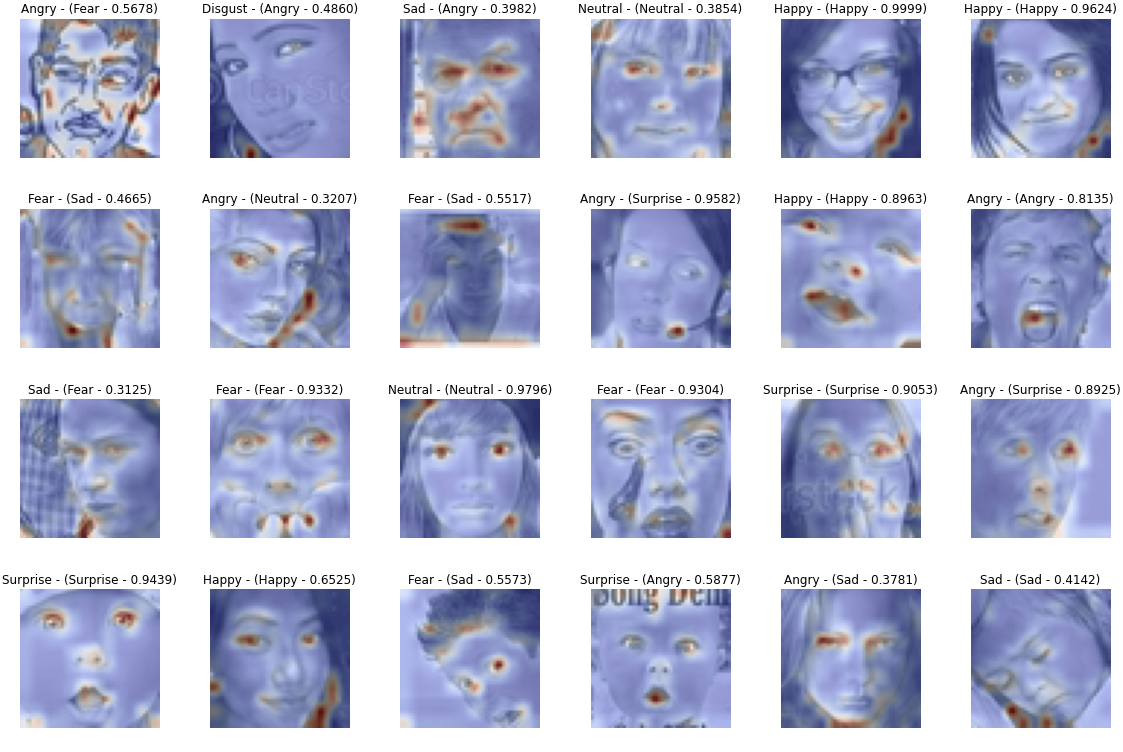 Angry - (Fear - 0.5678)
Disgust - (Angry - 0.4860)
Sad - (Angry - 0.3982)
Neutral - (Neutral - 0.3854)
Happy - (Happy - 0.9999)
Happy - (Happy - 0.9624)
Fear - (Sad - 0.4665)
Angry - (Neutral - 0.3207)
Fear - (Sad - 0.5517)
Angry - (Surprise - 0.9582)
Happy - (Happy - 0.8963)
Angry - (Angry - 0.8135)
Sad - (Fear - 0.3125)
Fear - (Fear - 0.9332)
Neutral - (Neutral - 0.9796)
Fear - (Fear - 0.9304)
Surprise - (Surprise - 0.9053)
Angry - (Surprise - 0.8925)
Surprise - (Surprise - 0.9439)
Happy - (Happy - 0.6525)
Fear - (Sad - 0.5573)
Surprise - (Angry - 0.5877)
Angry - (Sad - 0.3781)
Sad - (Sad - 0.4142)